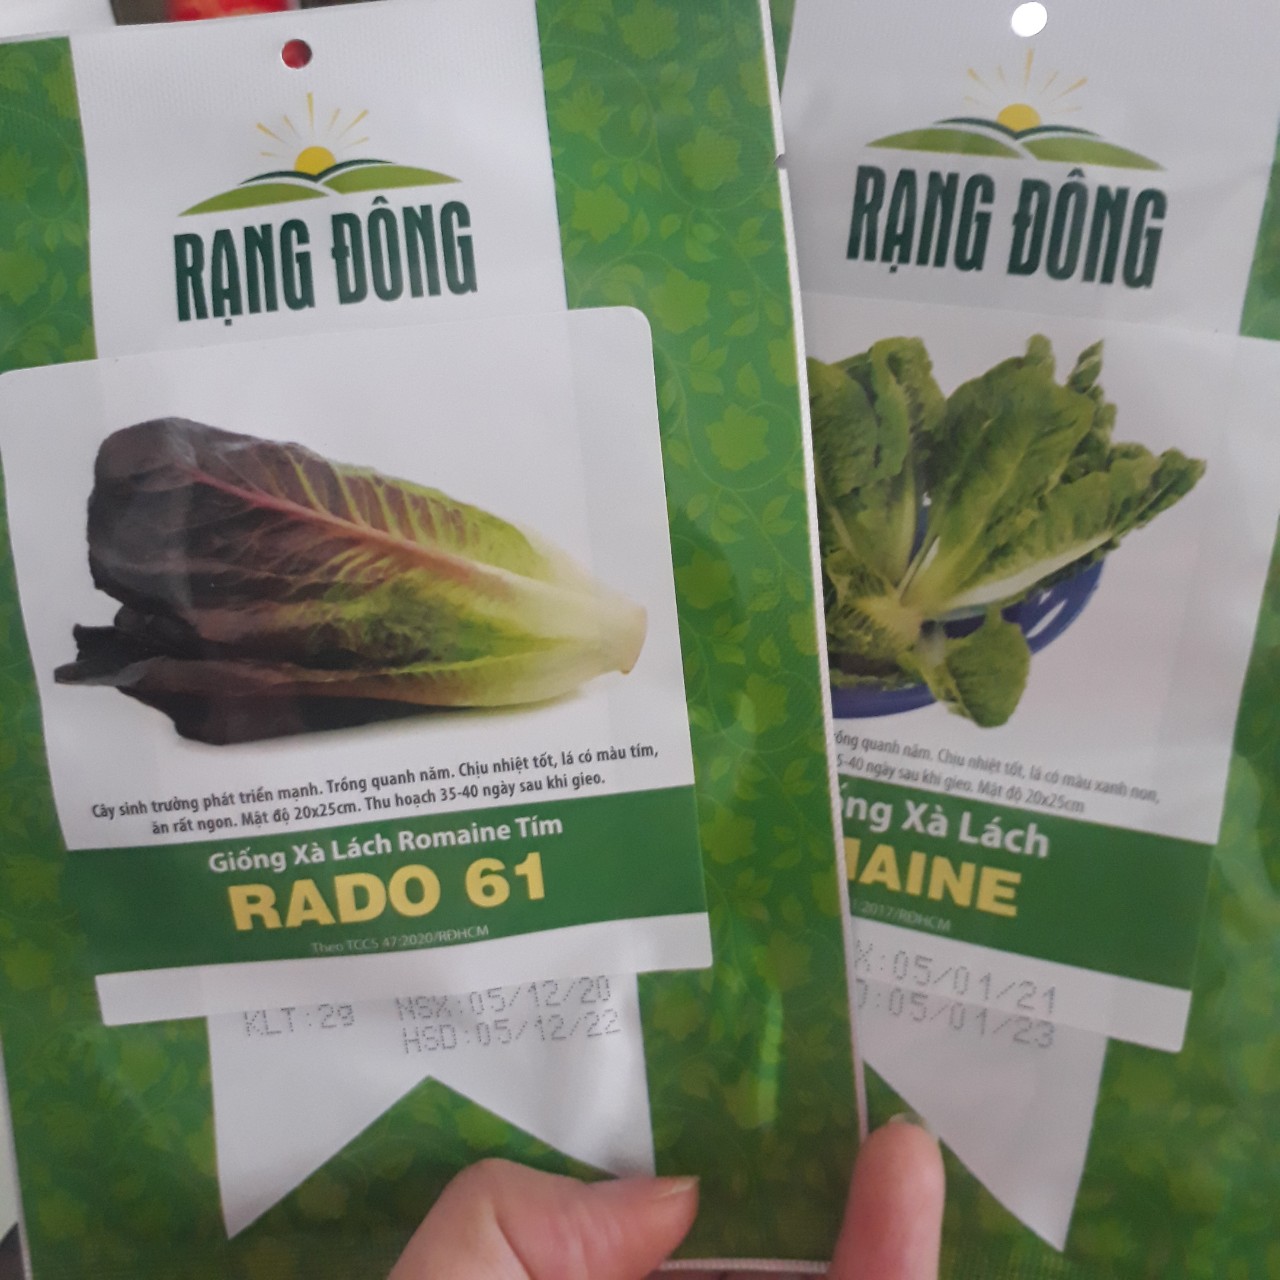 RẠNG ĐÔNG
Cây sinh trưởng phát triển mạnh. Trồng quanh năm. Chịu nhiệt tốt, lá có màu tím,
ăn rất ngon. Mật độ 20x25cm. Thu hoạch 35-40 ngày sau khi gieo.
Giống Xà Lách Romaine Tím
RADO 61
Theo TCCS 47:2020/RĐHCM
KLT:29 NSX:05/12/20
HSD:05/12/22
RẠNG ĐÔNG
quanh năm. Chịu nhiệt tốt, lá có màu xanh non,
5-40 ngày sau khi gieo. Mật độ 20x25cm
Xà Lách
MAINE
:2017/RĐHCM
X:05/01/21
:05/01/23